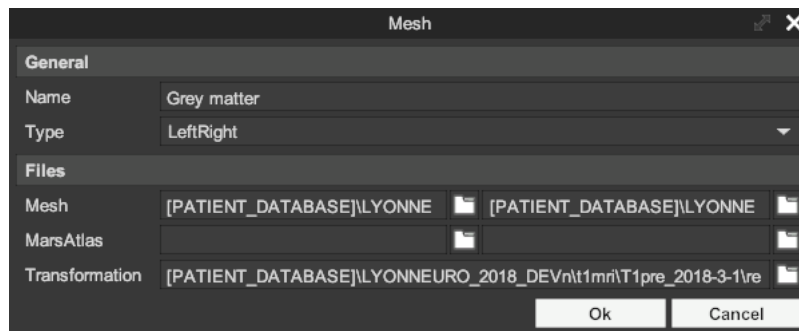 Mesh
General
Name Grey matter
Type LeftRight
Files
Mesh [PATIENT_DATABASE]\LYONNE [PATIENT_DATABASE]\LYONNE
MarsAtlas
Transformation [PATIENT_DATABASE]\LYONNEURO_2018_DEVn\t1mri\T1pre_2018-3-1\re
Ok Cancel